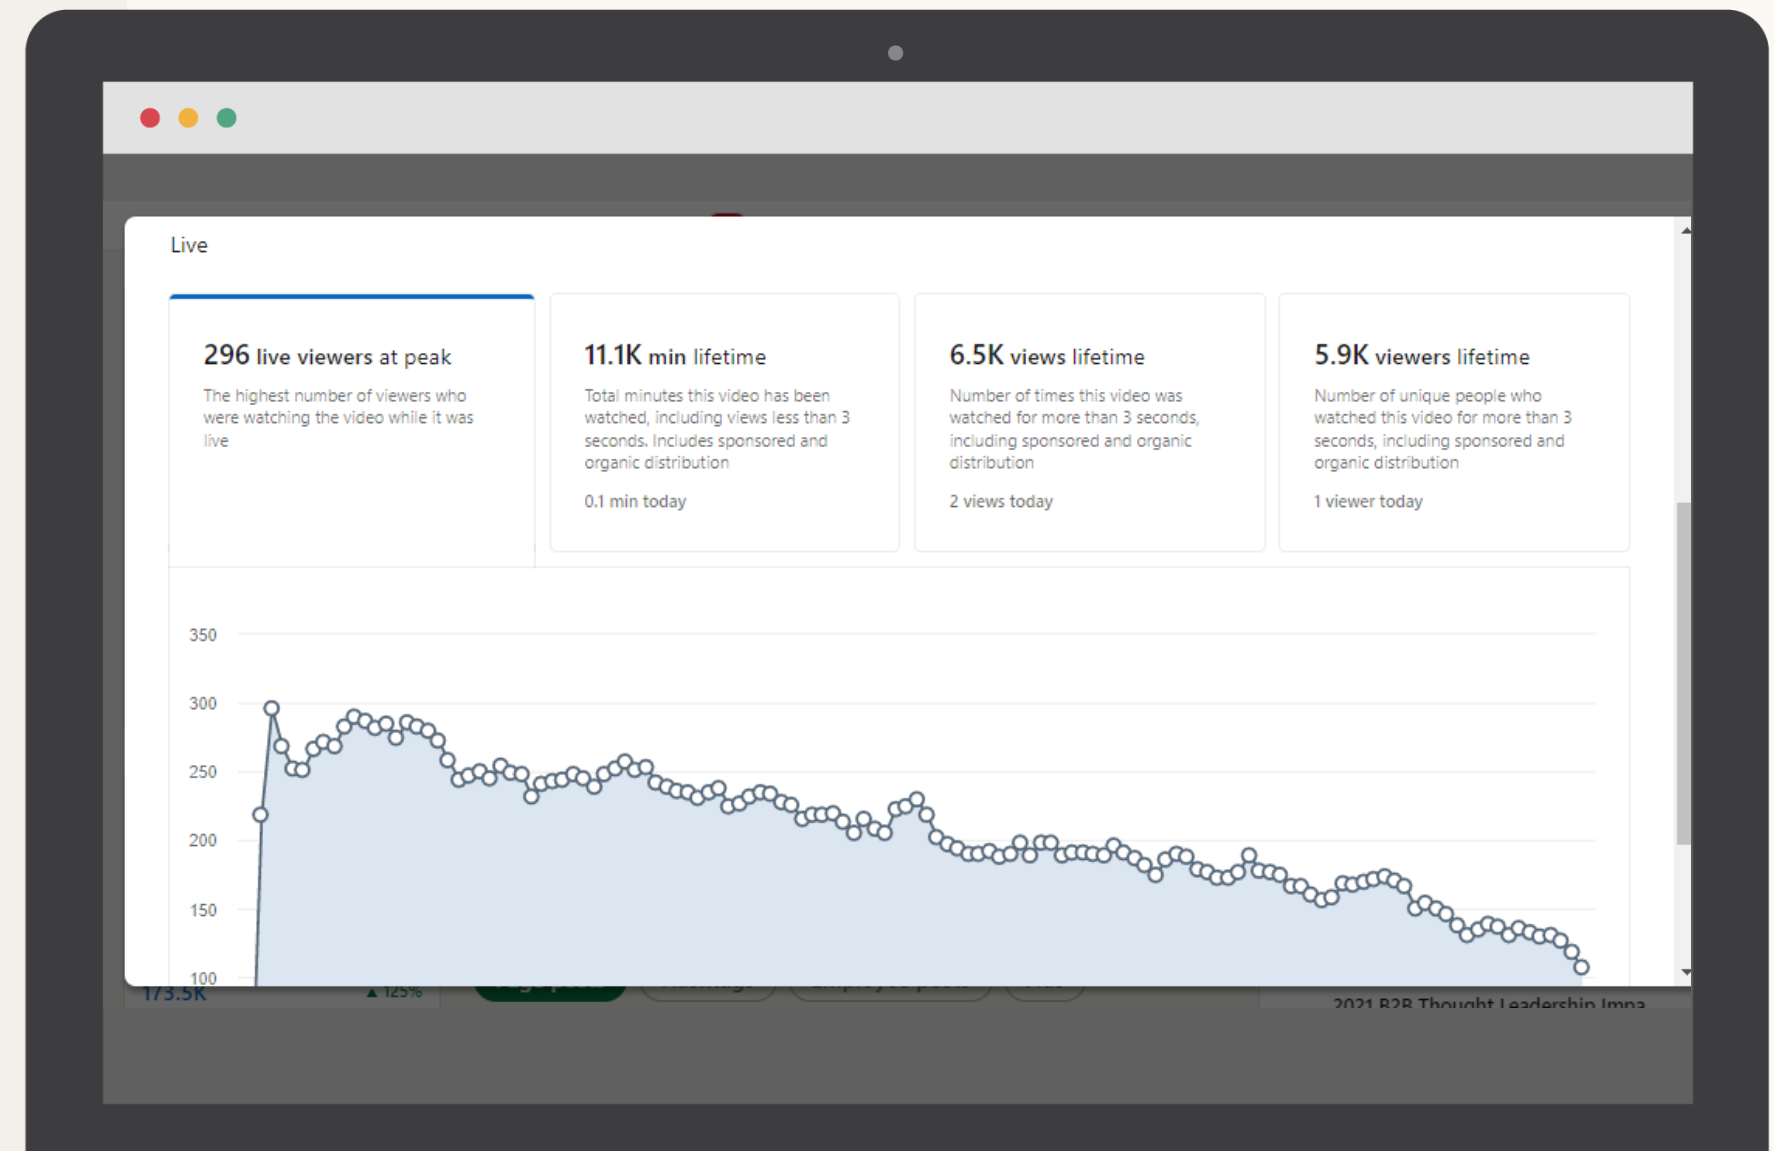 Live
296 live viewers at peak
The highest number of viewers who
were watching the video while it was
live
11.1K min lifetime
Total minutes this video has been
watched, including views less than 3
seconds. Includes sponsored and
organic distribution
0.1 min today
6.5K views lifetime
Number of times this video was
watched for more than 3 seconds,
including sponsored and organic
distribution
2 views today
5.9K viewers lifetime
Number of unique people who
watched this video for more than 3
seconds, including sponsored and
organic distribution
1 viewer today
350
300
250
200
150
100
173.5K
▲ 125%
2021 B2B Thought Leadership Impa